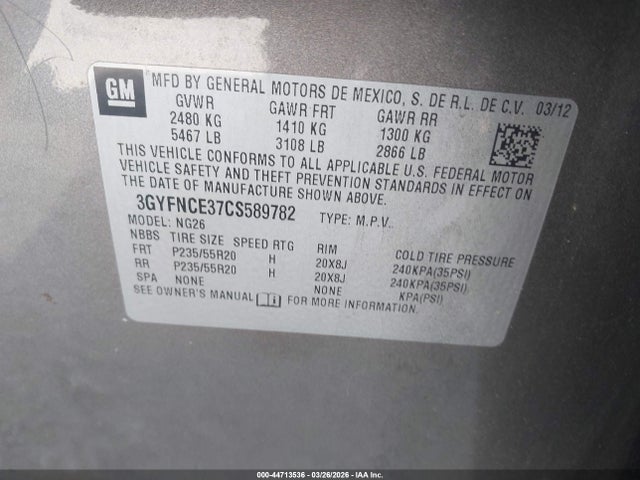 GM
MFD BY GENERAL MOTORS DE MEXICO, S. DE R.L. DE C.V. 03/12
GVWR GAWR FRT GAWR RR
2480 KG 1410 KG 1300 KG
5467 LB 3108 LB 2866 LB
THIS VEHICLE CONFORMS TO ALL APPLICABLE U.S. FEDERAL MOTOR
VEHICLE SAFETY AND THEFT PREVENTION STANDARDS IN EFFECT ON
THE DATE OF MANUFACTURE SHOWN ABOVE.
3GYFNCE37CS589782 TYPE: M.P.V.
MODEL: NG26
NBBS TIRE SIZE SPEED RTG RIM COLD TIRE PRESSURE
FRT P235/55R20 H 20X8J 240KPA(35PSI)
RR P235/55R20 H 20X8J 240KPA(35PSI)
SPA NONE NONE KPA(PSI)
SEE OWNER'S MANUAL FOR MORE INFORMATION.
000-44713536 | 03/26/2026 | IAA Inc.